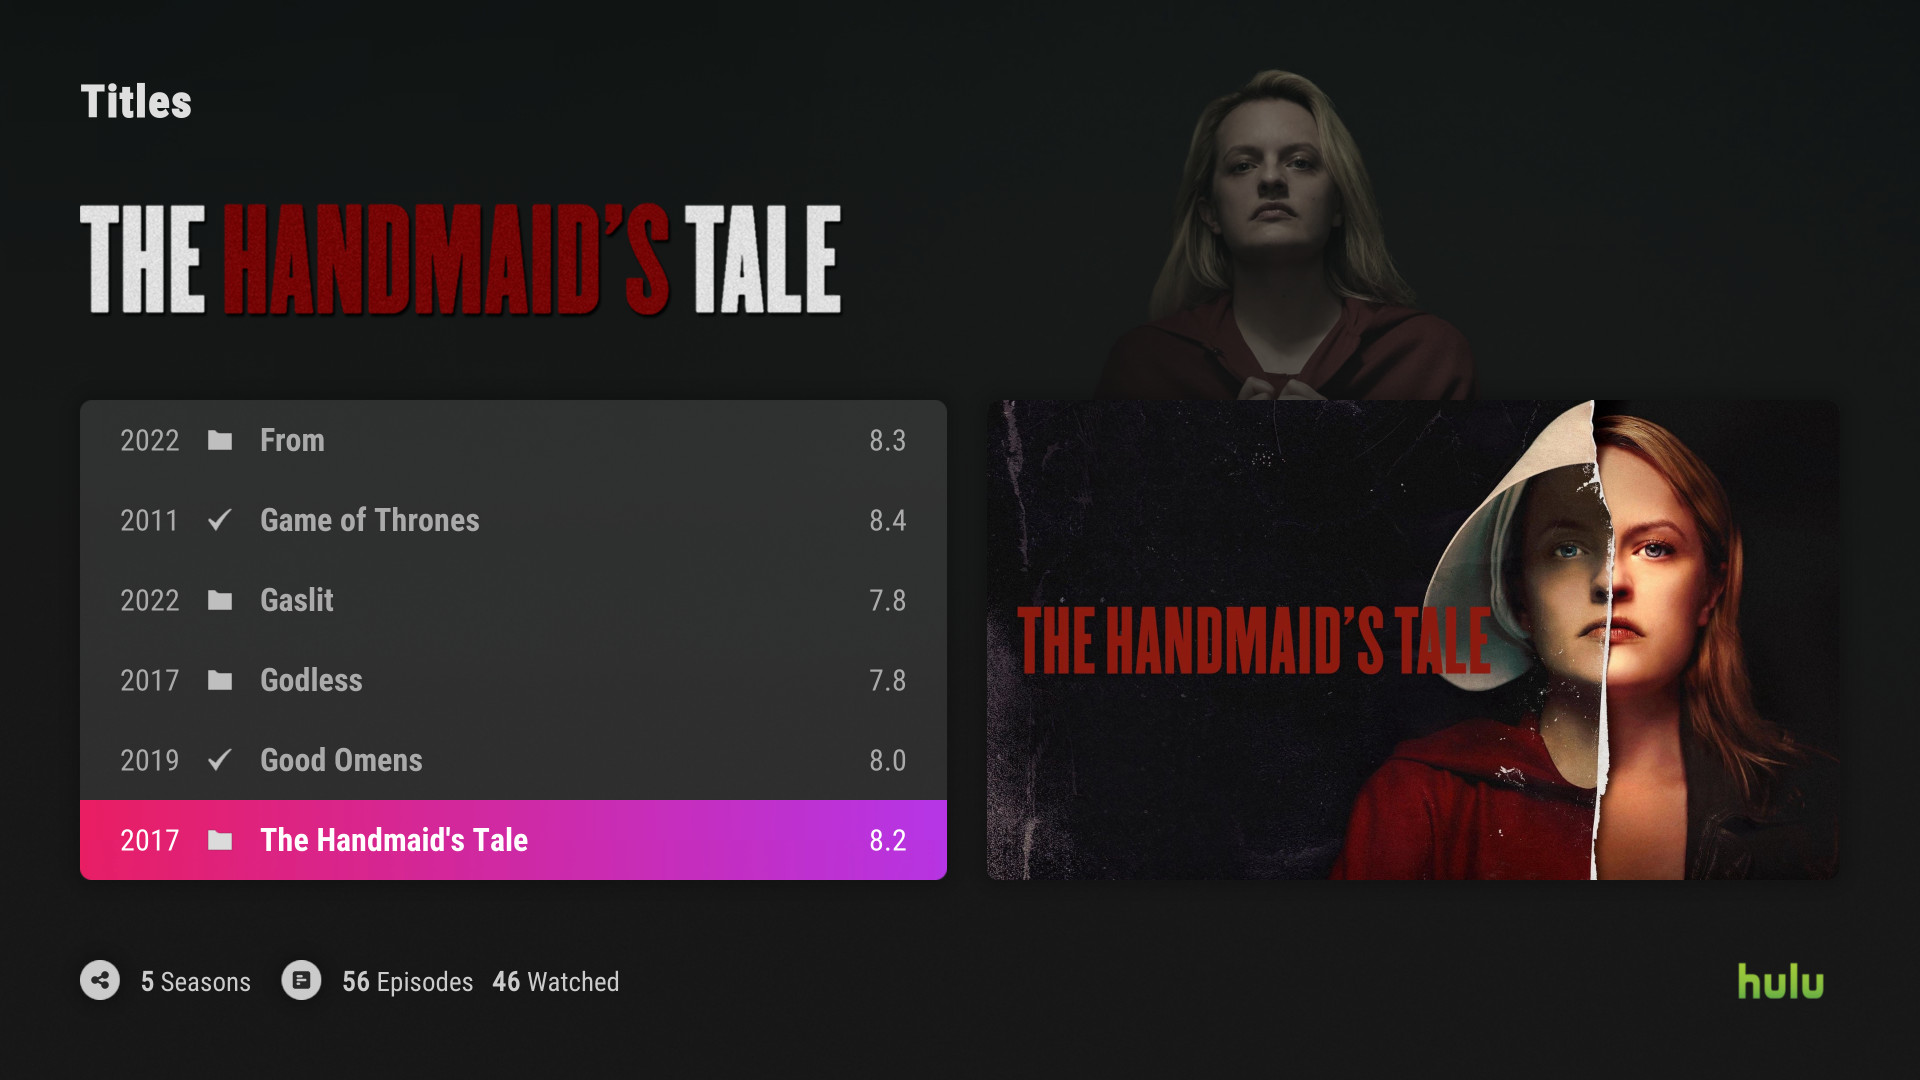 Titles
THE HANDMAID'S TALE
2022 From 8.3
2011 Game of Thrones 8.4
2022 Gaslit 7.8
2017 Godless 7.8
2019 Good Omens 8.0
2017 The Handmaid's Tale 8.2
THE HANDMAID'S TALE
5 Seasons 56 Episodes 46 Watched
hulu